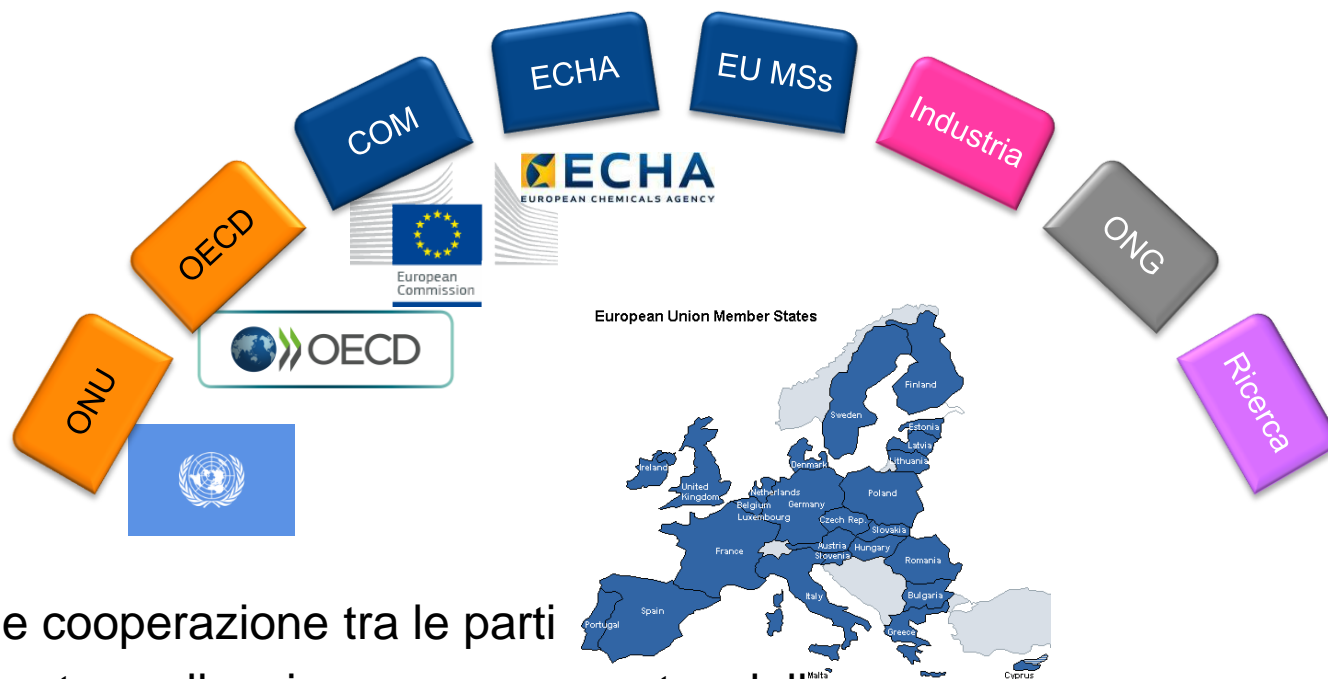 ECHA
EU MSs
COM
Industria
OECD
ONG
ONU
Ricerca
ECHA
EUROPEAN CHEMICALS AGENCY
European
Commission
OECD
European Union Member States
Finland
Sweden
Estonia
Latvia
Lithuania
Denmark
Ireland
United
Kingdom
Netherlands
Poland
Belgium
Germany
Luxembourg
Czech Rep.
Slovakia
France
Austria
Hungary
Slovenia
Romania
Italy
Bulgaria
Spain
Portugal
Greece
Malta
Cyprus
e cooperazione tra le parti